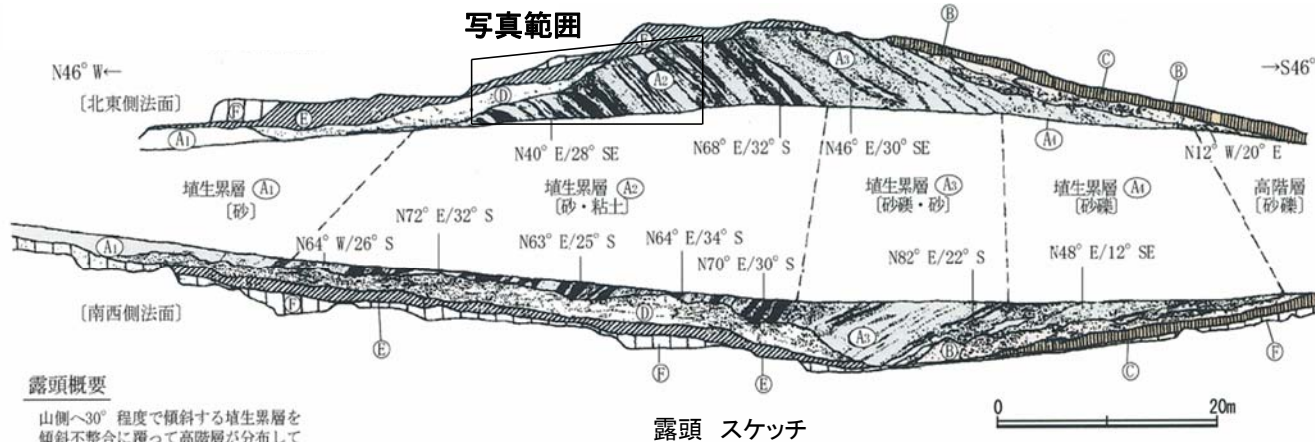 写真範囲
N46° W←
→S46°
〔北東側法面〕
Ⓑ
Ⓒ
Ⓑ
Ⓔ
Ⓕ
Ⓔ
Ⓓ
A₂
A₃
A₁
A₄
N40° E/28° SE
N68° E/32° S
N46° E/30° SE
N12° W/20° E
埴生累層 A₁
〔砂〕
埴生累層 A₂
〔砂・粘土〕
埴生累層 A₃
〔砂礫・砂〕
埴生累層 A₄
〔砂礫〕
高階層
〔砂礫〕
A₁
N64° W/26° S
N72° E/32° S
N63° E/25° S
N64° E/34° S
N70° E/30° S
N82° E/22° S
N48° E/12° SE
〔南西側法面〕
Ⓕ
Ⓔ
Ⓓ
Ⓕ
Ⓔ
A₃
Ⓑ
Ⓒ
Ⓕ
露頭概要
山側へ30° 程度で傾斜する埴生累層を
傾斜不整合に覆って高階層が分布して
露頭 スケッチ
0 20m